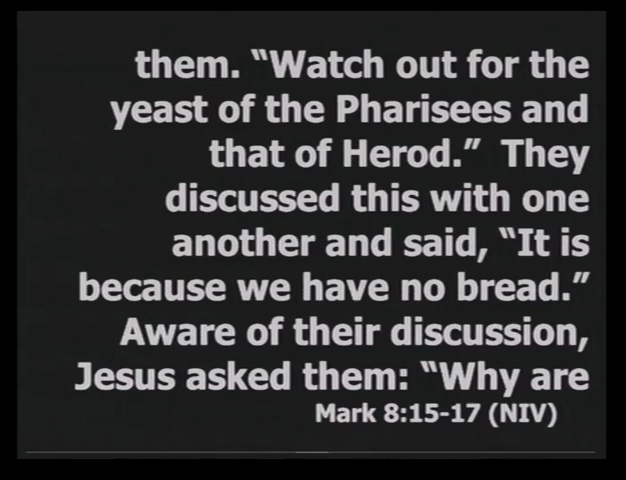 them. “Watch out for the
yeast of the Pharisees and
that of Herod.”  They
discussed this with one
another and said, “It is
because we have no bread.”
Aware of their discussion,
Jesus asked them: “Why are
Mark 8:15-17 (NIV)